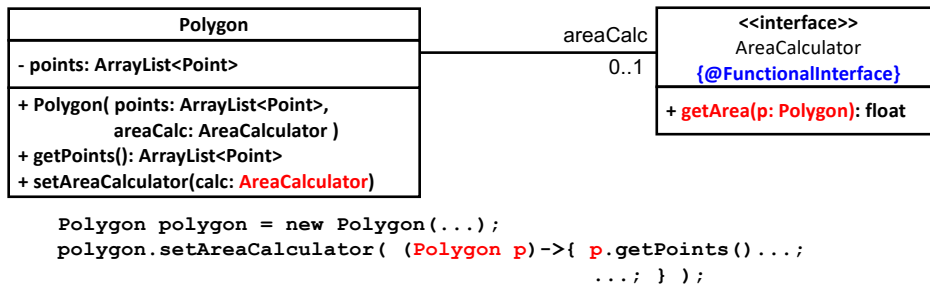 Polygon
- points: ArrayList<Point>
+ Polygon( points: ArrayList<Point>,
areaCalc: AreaCalculator )
+ getPoints(): ArrayList<Point>
+ setAreaCalculator(calc: AreaCalculator)
areaCalc
0..1
<<interface>>
AreaCalculator
{@FunctionalInterface}
+ getArea(p: Polygon): float
Polygon polygon = new Polygon(...);
polygon.setAreaCalculator( (Polygon p)->{ p.getPoints()...;
...; } );